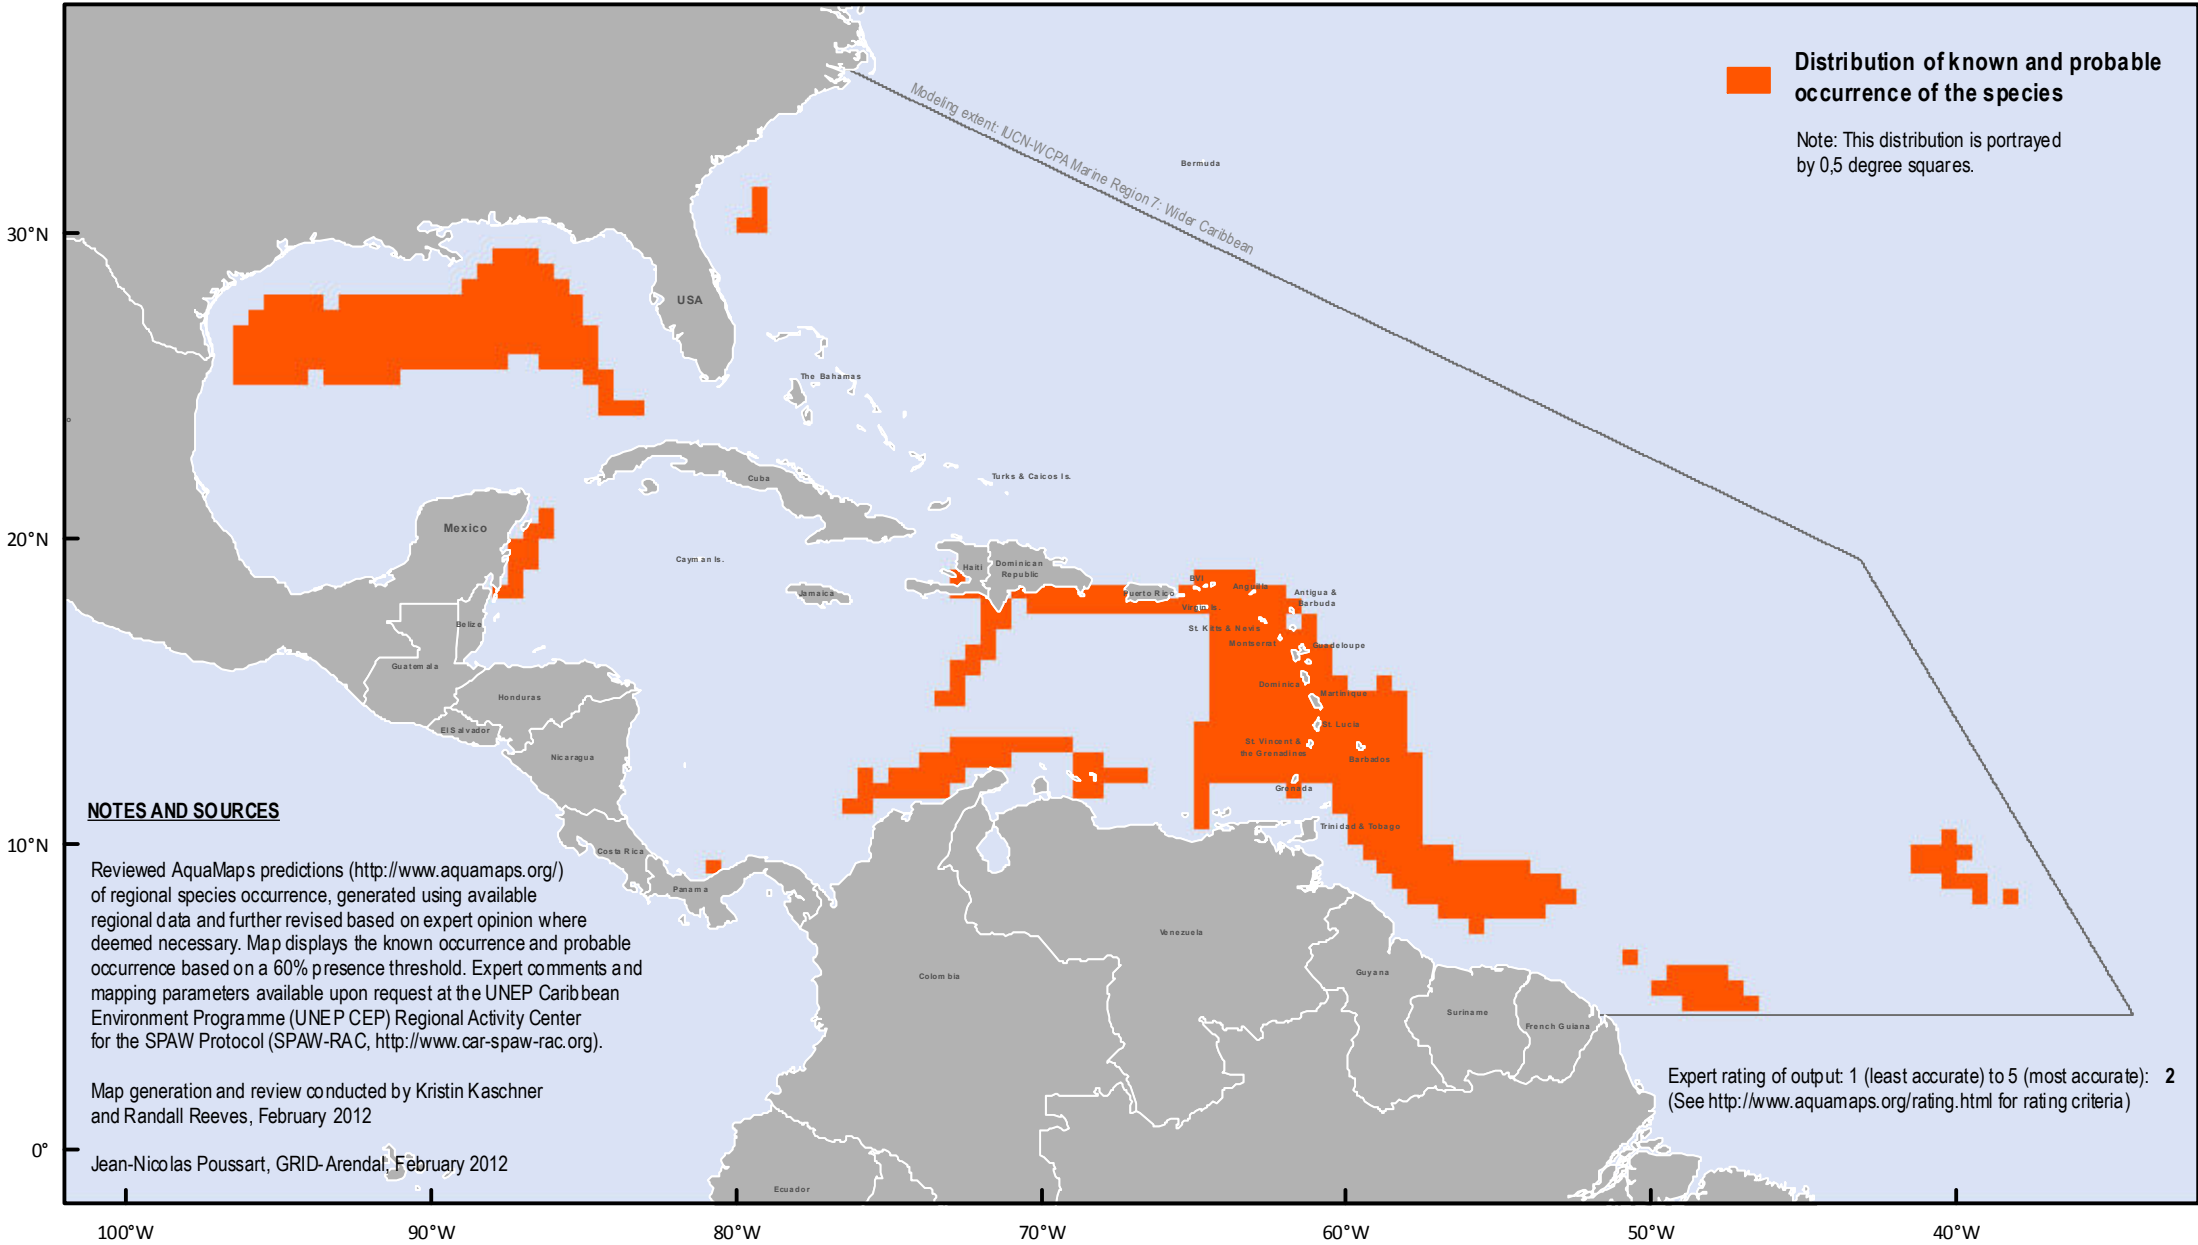 Distribution of known and probable
occurrence of the species
Note: This distribution is portrayed
by 0,5 degree squares.
Modeling extent: IUCN-WCPA Marine Region 7: Wider Caribbean
Bermuda
30°N
USA
The Bahamas
Turks & Caicos Is.
Cuba
Mexico
20°N
Cayman Is.
Haiti
Dominican
Republic
Jamaica
Puerto Rico
BVI
Virgin Is.
Anguilla
Antigua &
Barbuda
St. Kitts & Nevis
Montserrat
Guadeloupe
Belize
Guatemala
Honduras
Dominica
Martinique
El Salvador
St. Lucia
Nicaragua
St. Vincent &
the Grenadines
Barbados
Grenada
Trinidad & Tobago
10°N
Costa Rica
Panama
Venezuela
Colombia
Guyana
Suriname
French Guiana
Ecuador
0°
NOTES AND SOURCES
Reviewed AquaMaps predictions (http://www.aquamaps.org/)
of regional species occurrence, generated using available
regional data and further revised based on expert opinion where
deemed necessary. Map displays the known occurrence and probable
occurrence based on a 60% presence threshold. Expert comments and
mapping parameters available upon request at the UNEP Caribbean
Environment Programme (UNEP CEP) Regional Activity Center
for the SPAW Protocol (SPAW-RAC, http://www.car-spaw-rac.org).
Map generation and review conducted by Kristin Kaschner
and Randall Reeves, February 2012
Jean-Nicolas Poussart, GRID-Arendal, February 2012
Expert rating of output: 1 (least accurate) to 5 (most accurate): 2
(See http://www.aquamaps.org/rating.html for rating criteria)
100°W 90°W 80°W 70°W 60°W 50°W 40°W